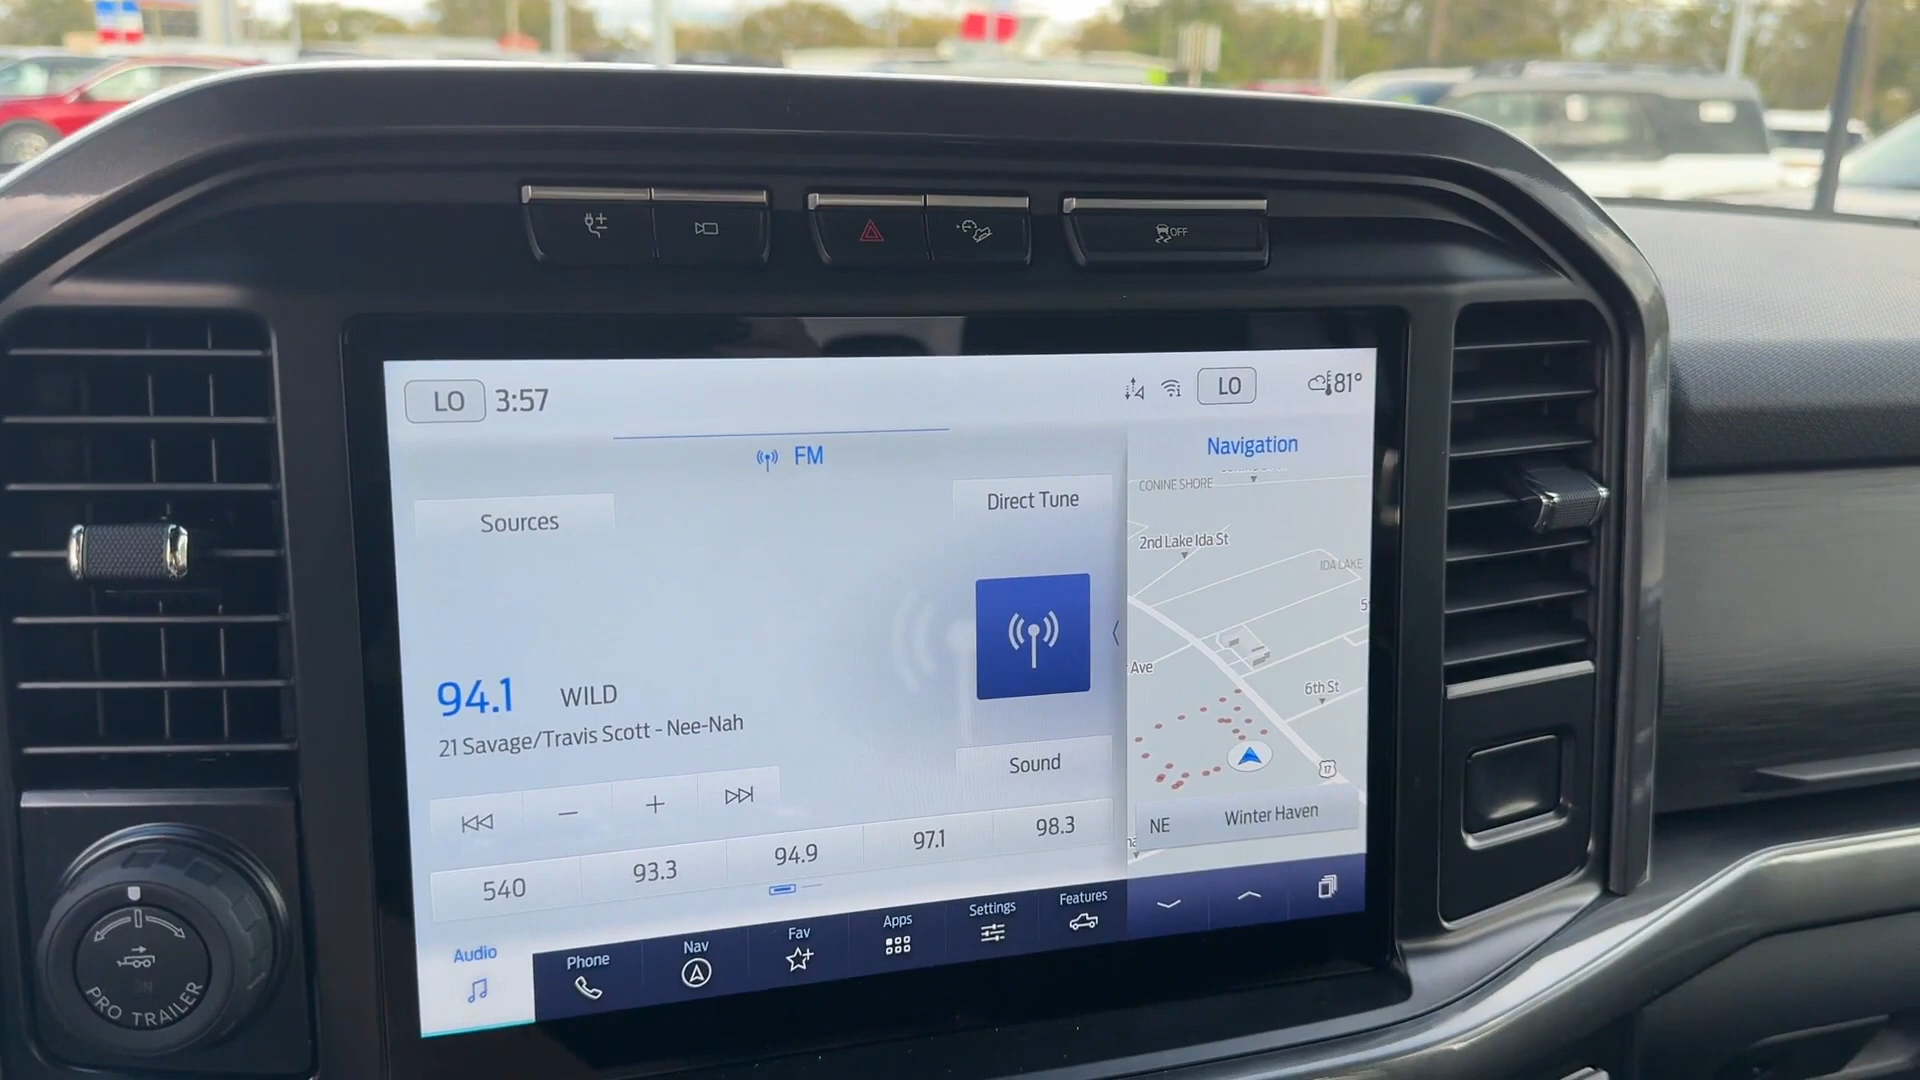 OFF
LO 3:57
LO 81°
FM
Navigation
Sources
Direct Tune
CONINE SHORE
2nd Lake Ida St
IDA LAKE
Ave
6th St
17
94.1 WILD
21 Savage/Travis Scott - Nee-Nah
Sound
NE Winter Haven
540 93.3 94.9 97.1 98.3
Audio Phone Nav Fav Apps Settings Features
ON
PRO TRAILER